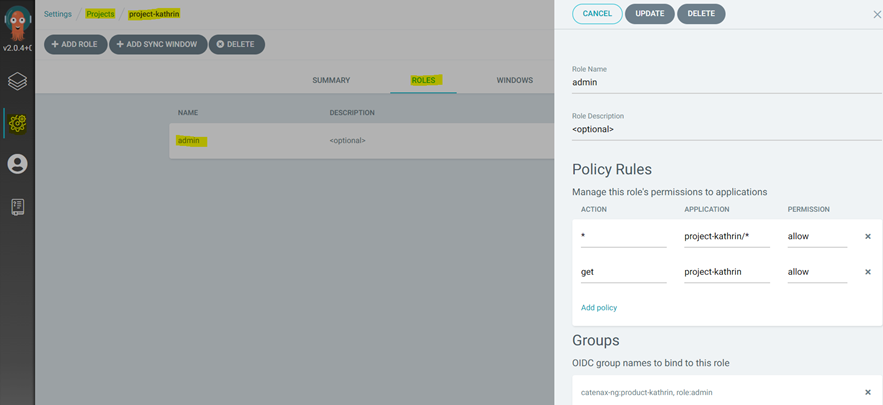 Settings / Projects / project-kathrin
v2.0.4+
+ ADD ROLE + ADD SYNC WINDOW DELETE
SUMMARY ROLES WINDOWS
NAME DESCRIPTION
admin <optional>
CANCEL UPDATE DELETE
Role Name
admin
Role Description
<optional>
Policy Rules
Manage this role's permissions to applications
ACTION APPLICATION PERMISSION
* project-kathrin/* allow
get project-kathrin allow
Add policy
Groups
OIDC group names to bind to this role
catenax-ng:product-kathrin, role:admin